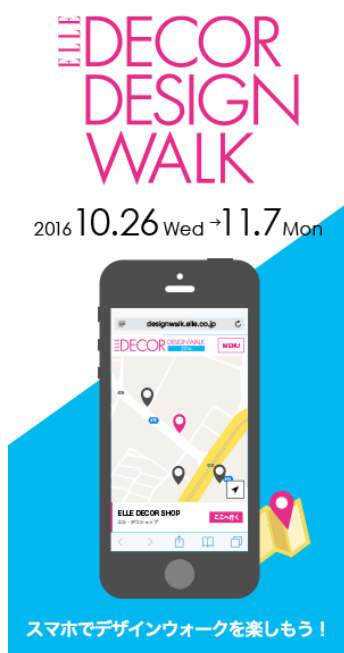 ELLE
DECOR
DESIGN
WALK
2016 10.26 Wed → 11.7 Mon
designwalk.elle.co.jp
ELLE DECOR DESIGN WALK
2016
MENU
ELLE DECOR SHOP
エル・デコショップ
ここへ行く
スマホでデザインウォークを楽しもう！